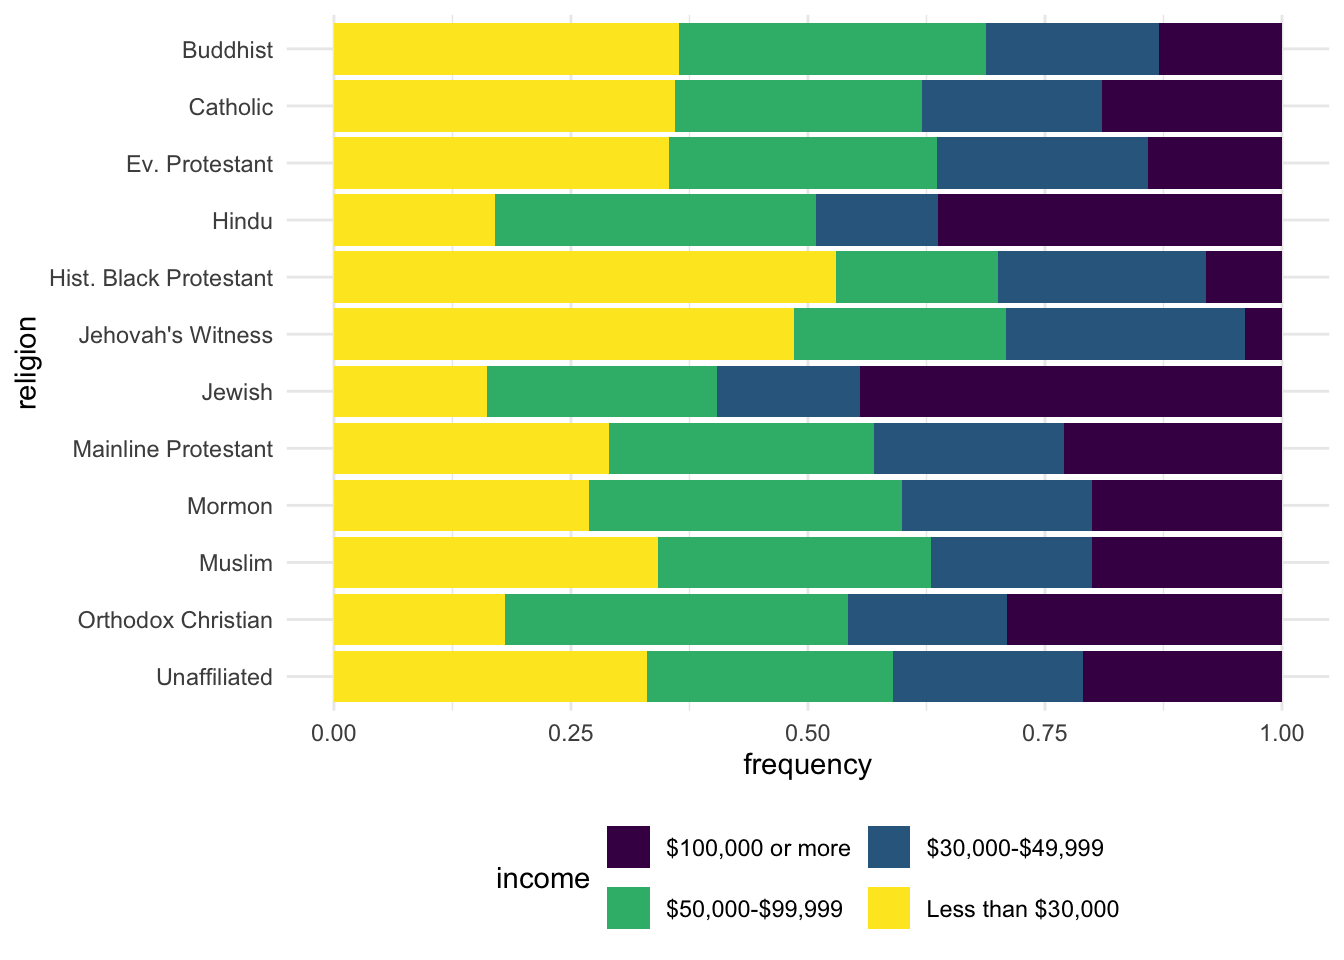 Buddhist
Catholic
Ev. Protestant
Hindu
Hist. Black Protestant
Jehovah's Witness
Jewish
Mainline Protestant
Mormon
Muslim
Orthodox Christian
Unaffiliated
religion
0.00 0.25 0.50 0.75 1.00
frequency
income
$100,000 or more $30,000-$49,999
$50,000-$99,999 Less than $30,000